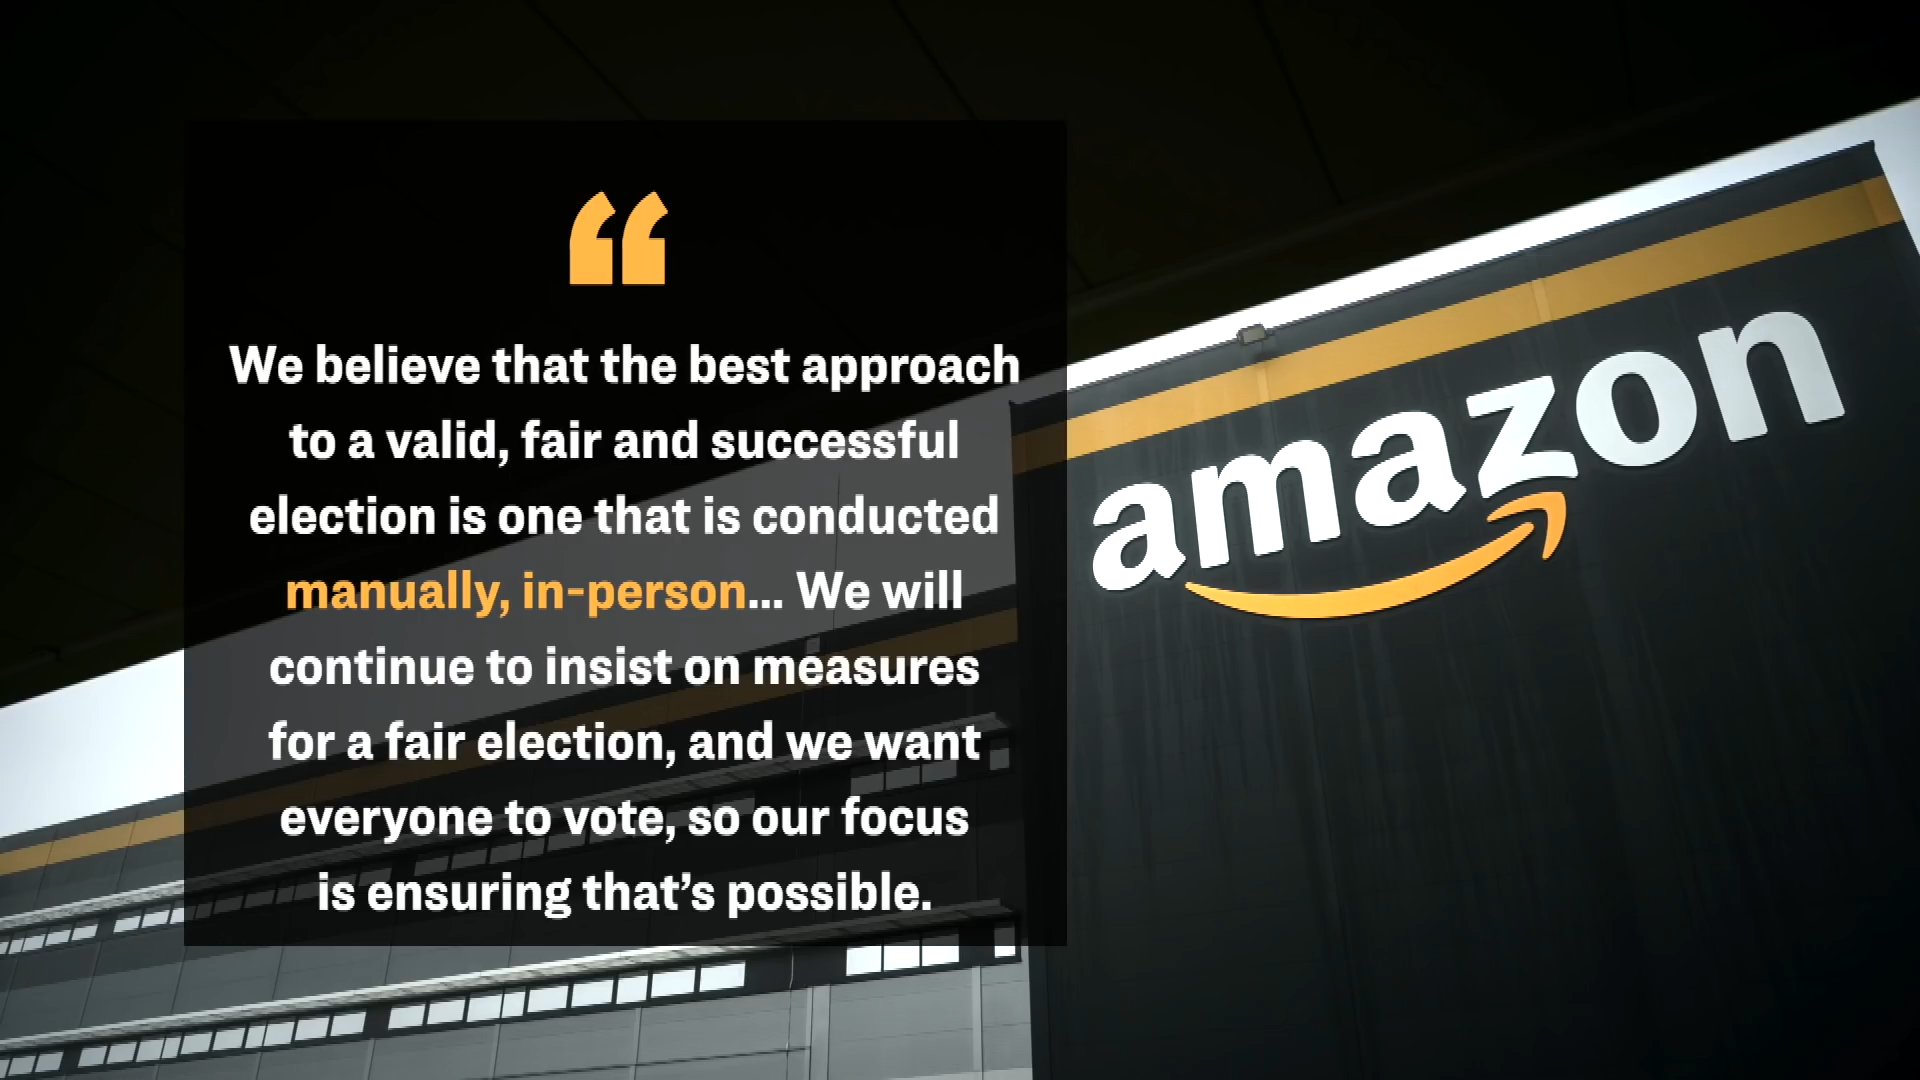 “
We believe that the best approach
to a valid, fair and successful
election is one that is conducted
manually, in-person... We will
continue to insist on measures
for a fair election, and we want
everyone to vote, so our focus
is ensuring that’s possible.
amazon